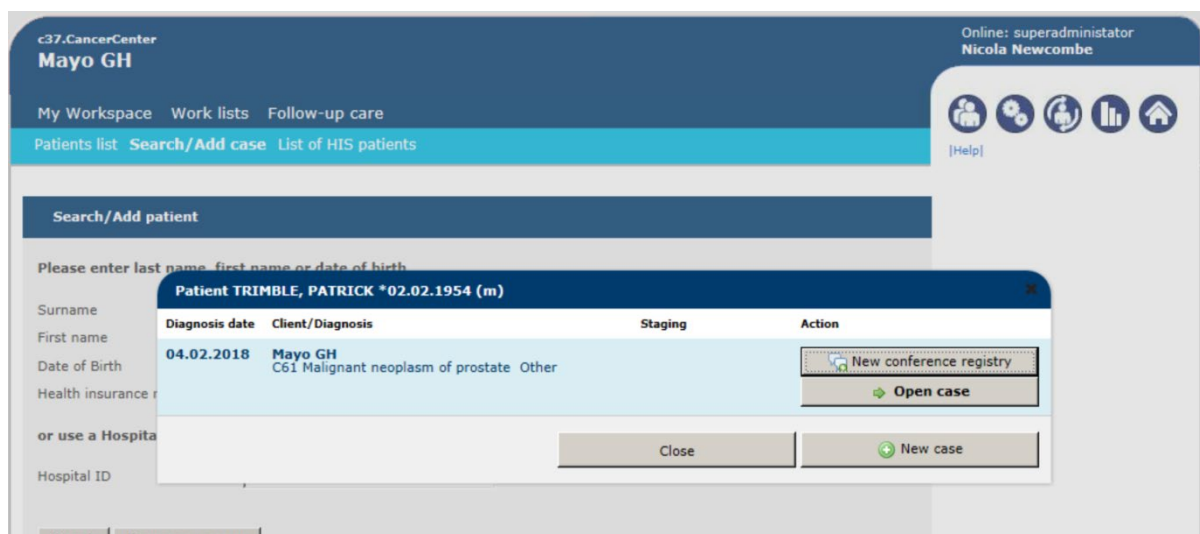 c37.CancerCenter
Mayo GH
Online: superadministator
Nicola Newcombe
My Workspace Work lists Follow-up care
Patients list Search/Add case List of HIS patients
|Help|
Search/Add patient
Please enter last name, first name or date of birth
Surname
First name
Date of Birth
Health insurance
or use a Hospita
Hospital ID
Patient TRIMBLE, PATRICK *02.02.1954 (m)
Diagnosis date Client/Diagnosis Staging Action
04.02.2018 Mayo GH
C61 Malignant neoplasm of prostate Other
New conference registry
Open case
Close
New case